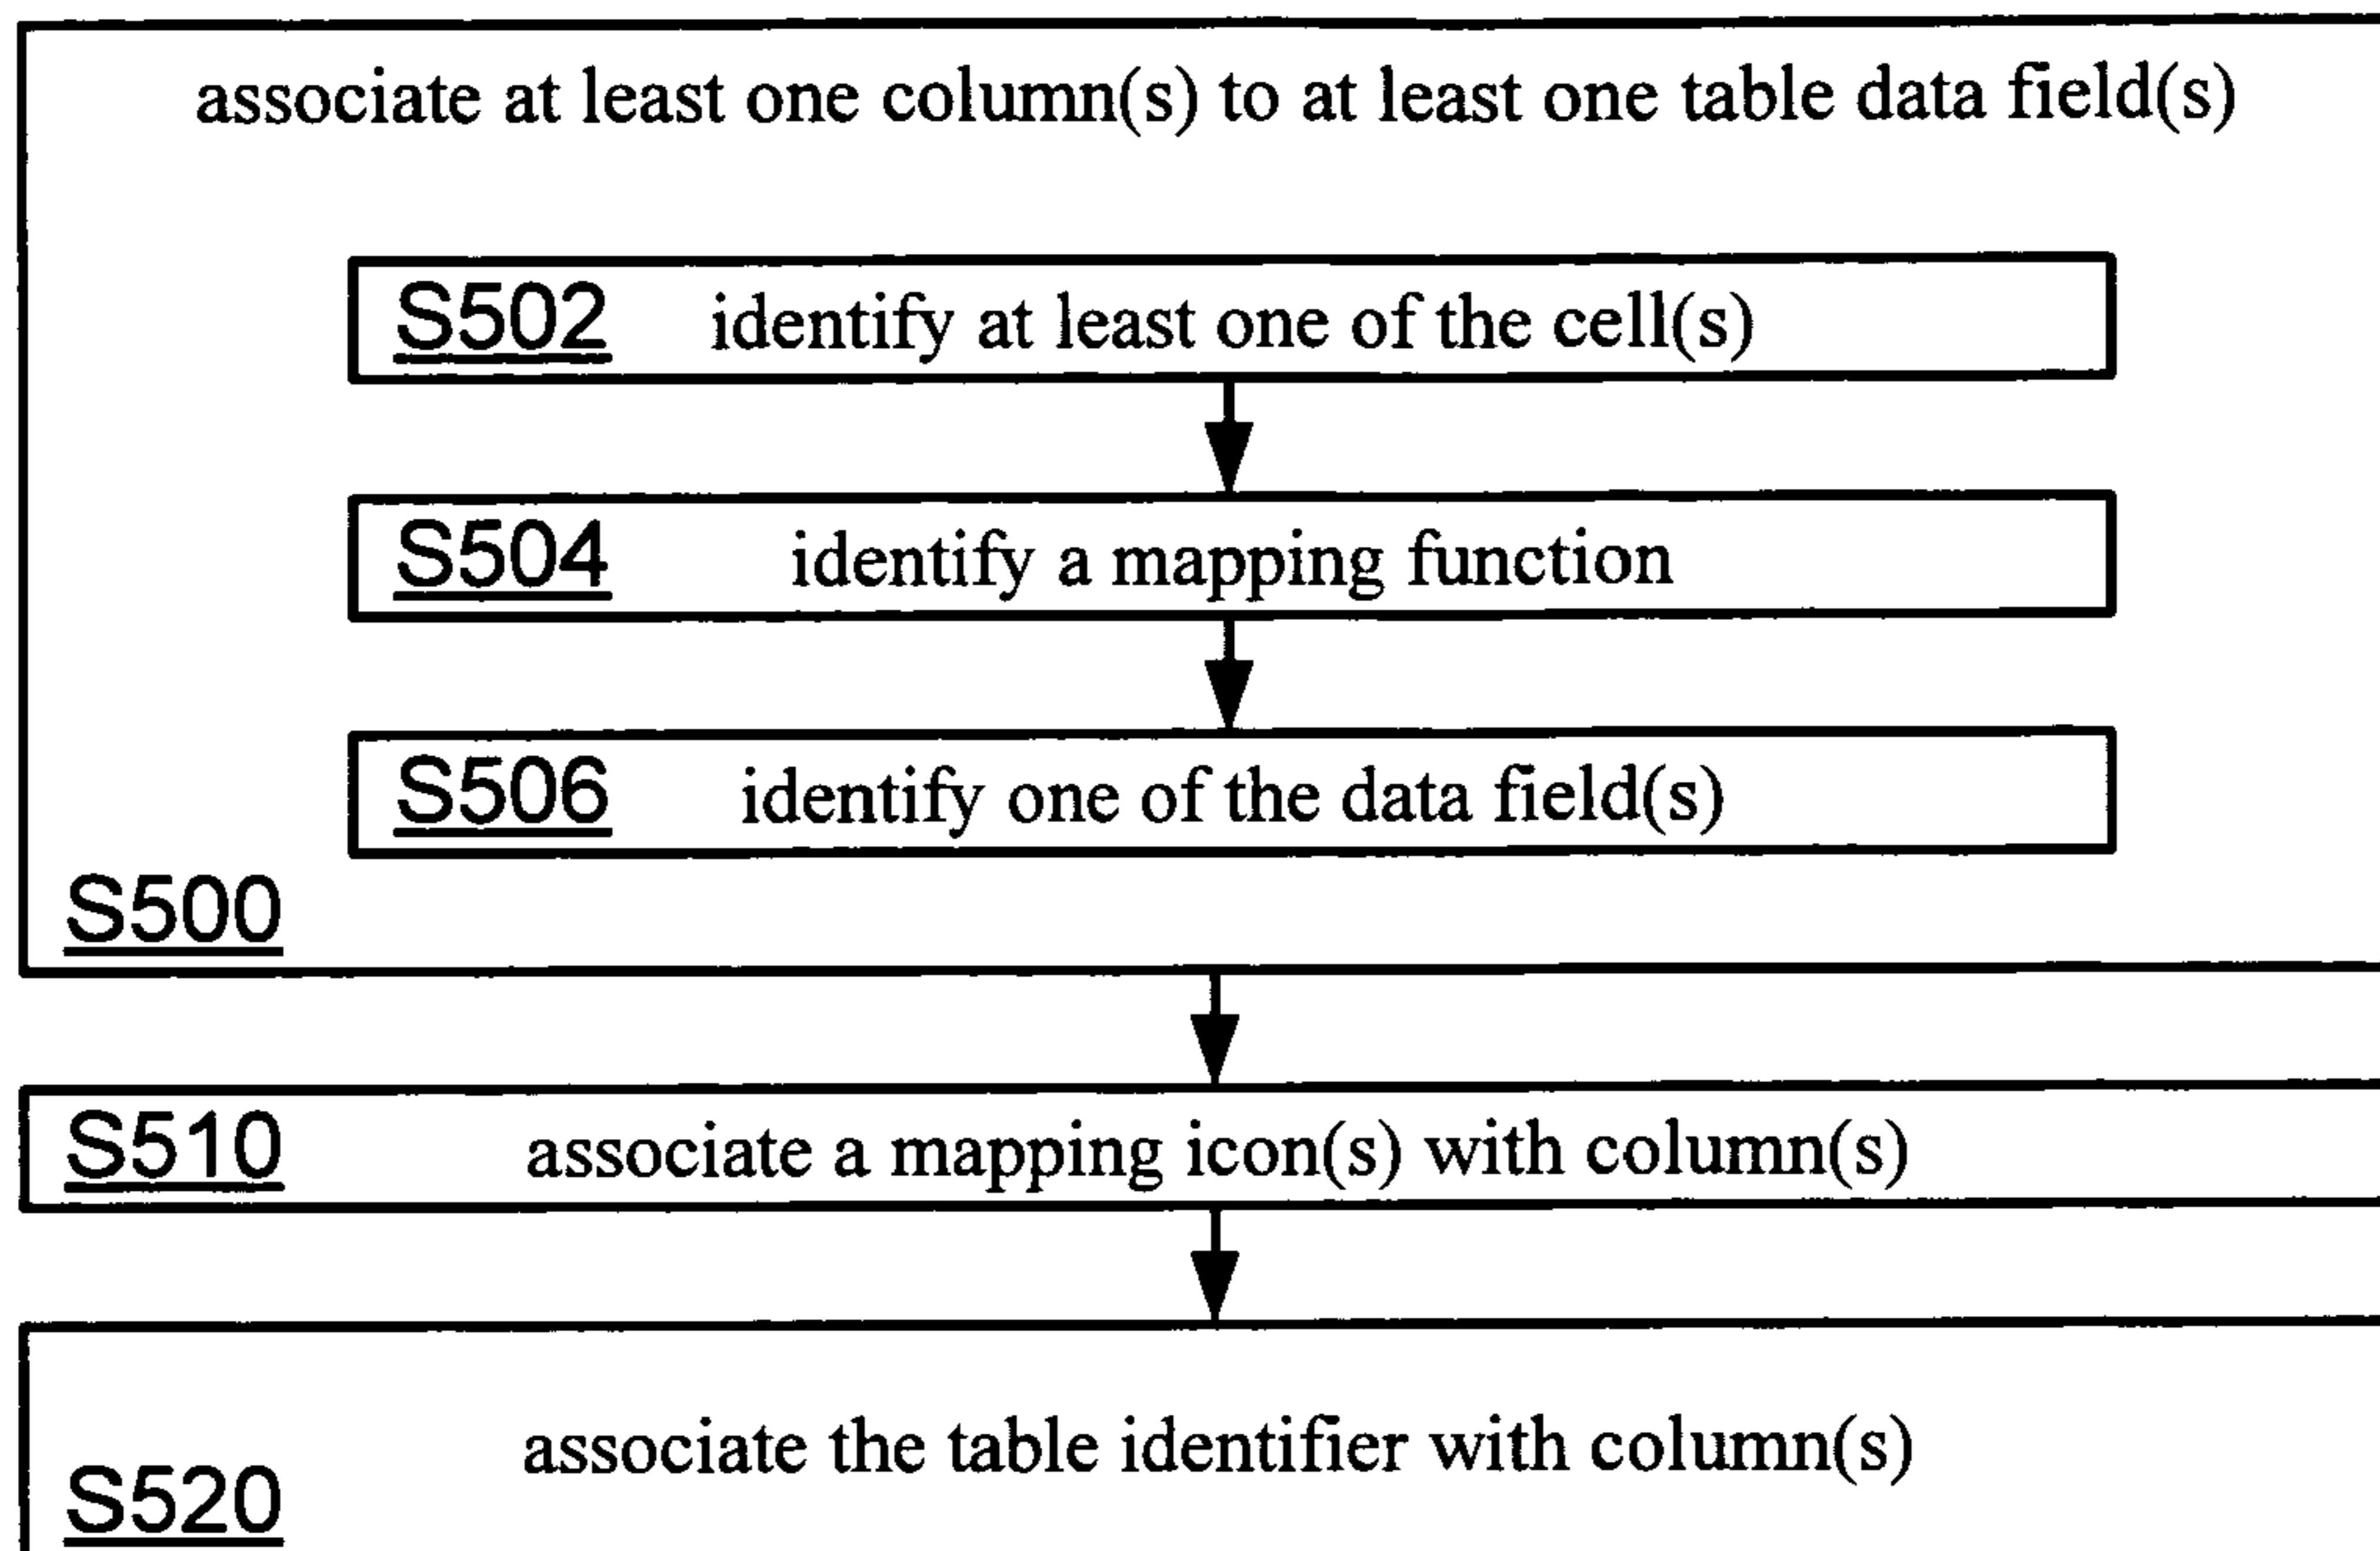 associate at least one column(s) to at least one table data field(s)
S502 identify at least one of the cell(s)
S504 identify a mapping function
S506 identify one of the data field(s)
S500
S510 associate a mapping icon(s) with column(s)
associate the table identifier with column(s)
S520